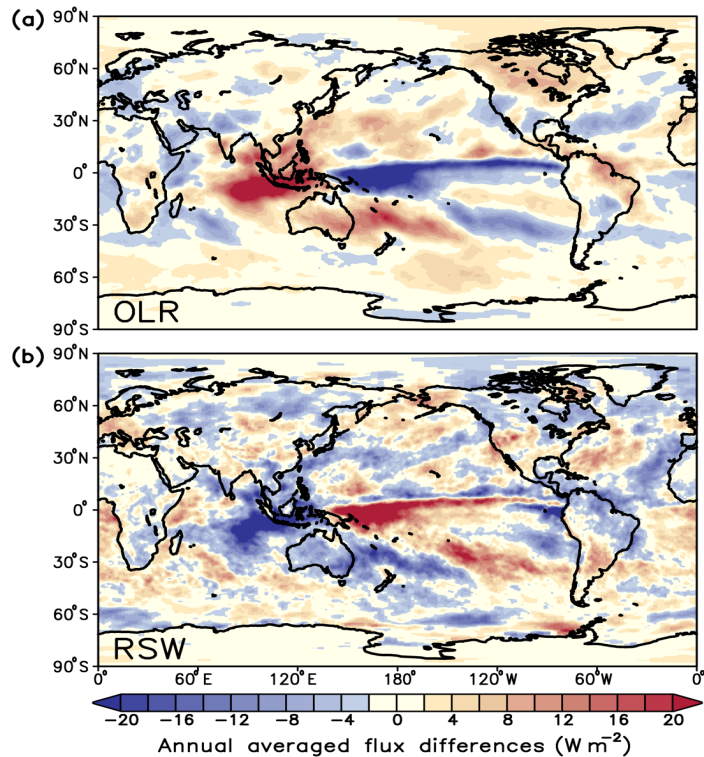 (a)
90°N
60°N
30°N
0°
30°S
60°S
90°S
OLR
(b)
90°N
60°N
30°N
0°
30°S
60°S
90°S
RSW
0° 60°E 120°E 180° 120°W 60°W 0°
−20 −16 −12 −8 −4 0 4 8 12 16 20
Annual averaged flux differences (W m⁻²)